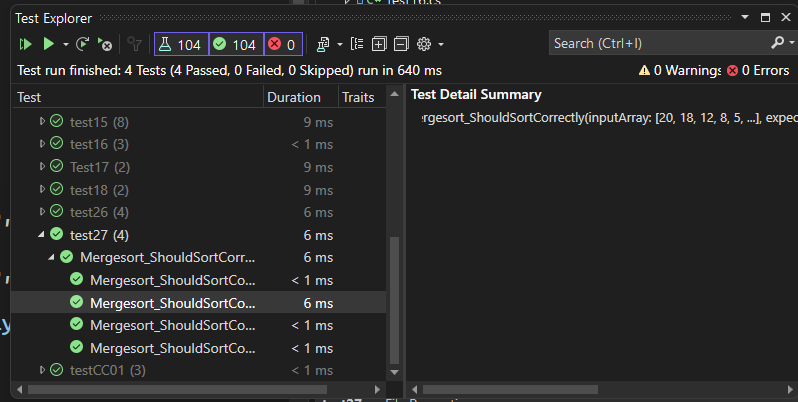 Test16.cs
Test Explorer
104 104 0
Search (Ctrl+I)
Test run finished: 4 Tests (4 Passed, 0 Failed, 0 Skipped) run in 640 ms
0 Warnings 0 Errors
Test Duration Traits
Test Detail Summary
test15 (8) 9 ms
ergesort_ShouldSortCorrectly(inputArray: [20, 18, 12, 8, 5, ...], expec
test16 (3) < 1 ms
Test17 (2) 9 ms
test18 (2) 9 ms
test26 (4) 6 ms
test27 (4) 6 ms
Mergesort_ShouldSortCorr... 6 ms
Mergesort_ShouldSortCo... < 1 ms
Mergesort_ShouldSortCo... 6 ms
Mergesort_ShouldSortCo... < 1 ms
Mergesort_ShouldSortCo... < 1 ms
testCC01 (3) < 1 ms